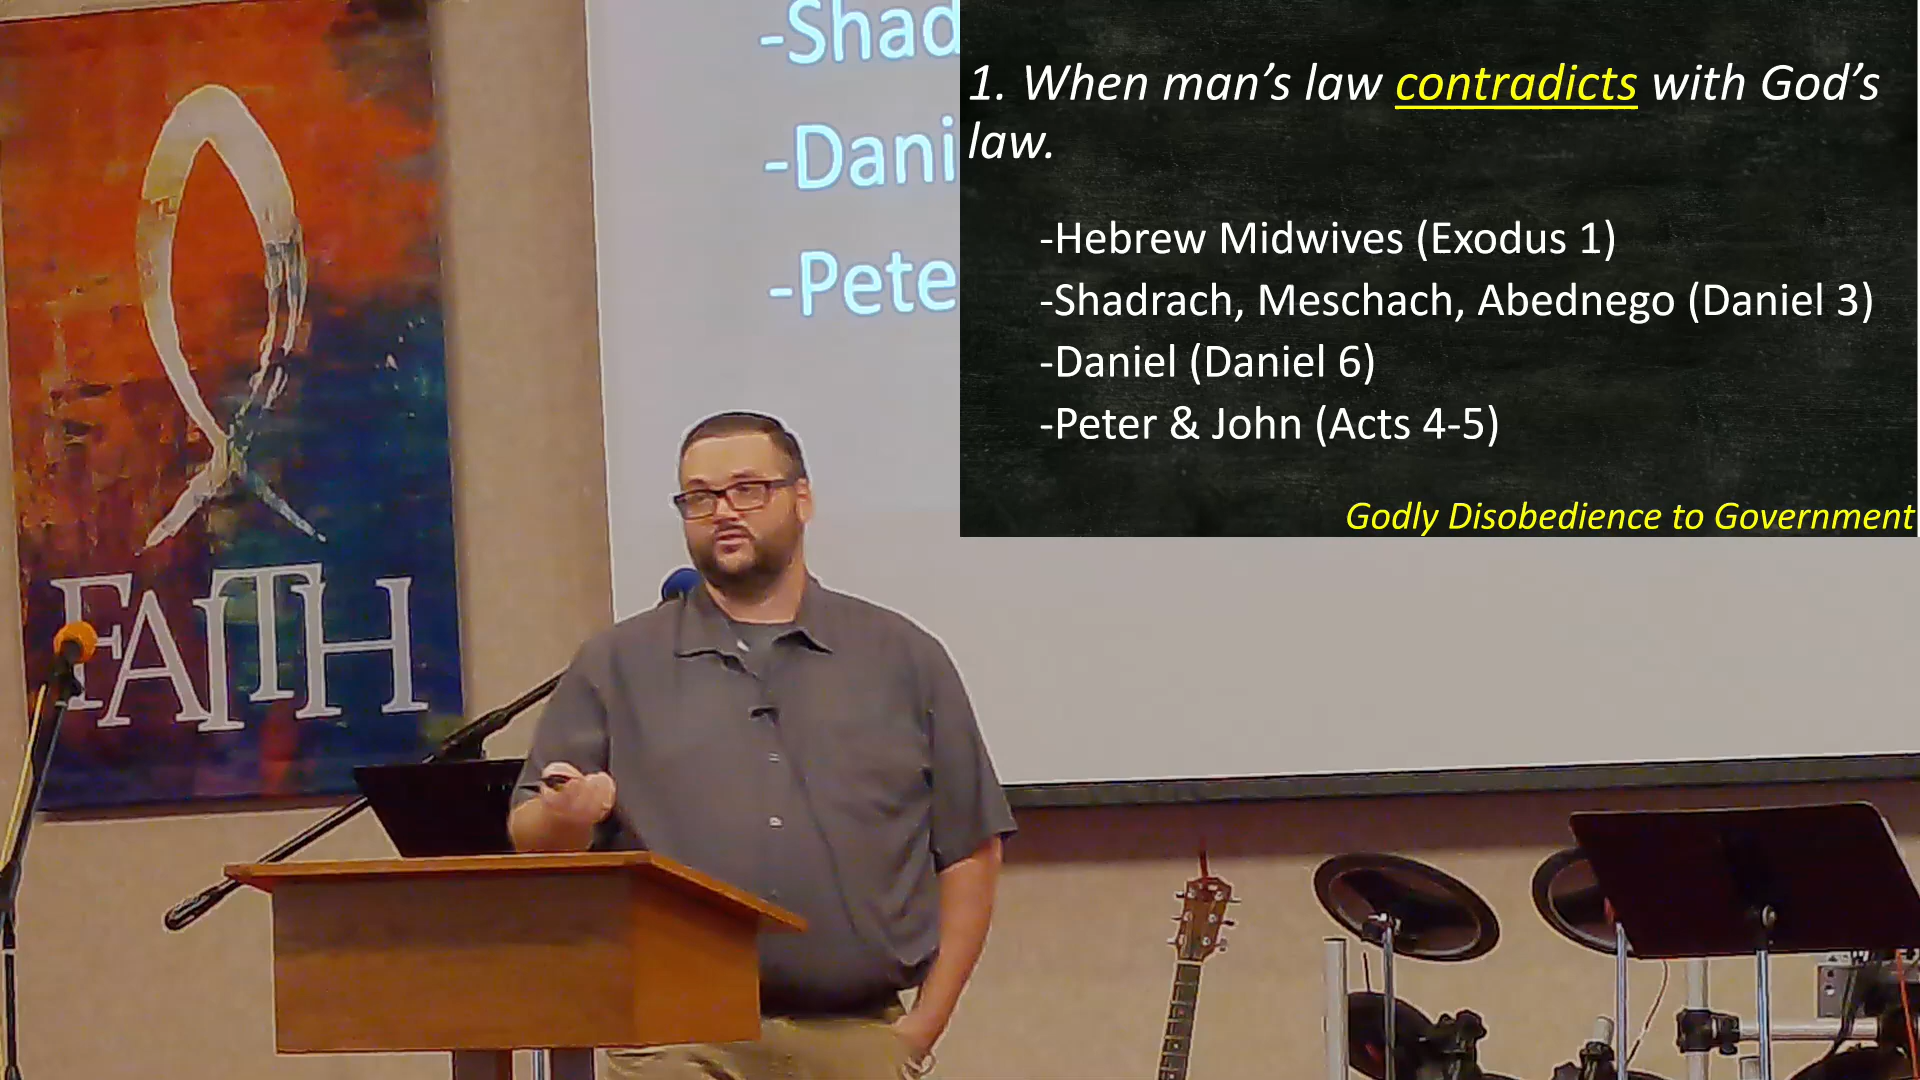 -Shad
-Dani
-Pete
FAITH
1. When man's law contradicts with God's
law.
-Hebrew Midwives (Exodus 1)
-Shadrach, Meschach, Abednego (Daniel 3)
-Daniel (Daniel 6)
-Peter & John (Acts 4-5)
Godly Disobedience to Government